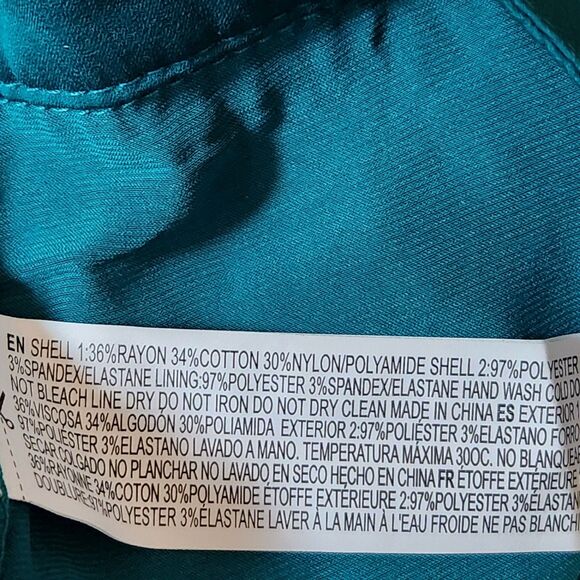 EN SHELL 1:36%RAYON 34%COTTON 30%NYLON/POLYAMIDE SHELL 2:97%POLYESTER
3%SPANDEX/ELASTANE LINING:97%POLYESTER 3%SPANDEX/ELASTANE HAND WASH COLD DO
NOT BLEACH LINE DRY DO NOT IRON DO NOT DRY CLEAN MADE IN CHINA ES EXTERIOR
36%VISCOSA 34%ALGODÓN 30%POLIAMIDA EXTERIOR 2:97%POLIÉSTER 3%ELASTANO FORRO
97%POLIÉSTER 3%ELASTANO LAVADO A MANO. TEMPERATURA MÁXIMA 300C. NO BLANQUEA
SECAR COLGADO NO PLANCHAR NO LAVADO EN SECO HECHO EN CHINA FR ÉTOFFE EXTÉRIEURE
36%RAYONNE 34%COTON 30%POLYAMIDE ÉTOFFE EXTÉRIEURE 2:97%POLYESTER 3%ÉLASTAN
DOUBLURE:97%POLYESTER 3%ÉLASTANE LAVER À LA MAIN À L'EAU FROIDE NE PAS BLANCHI